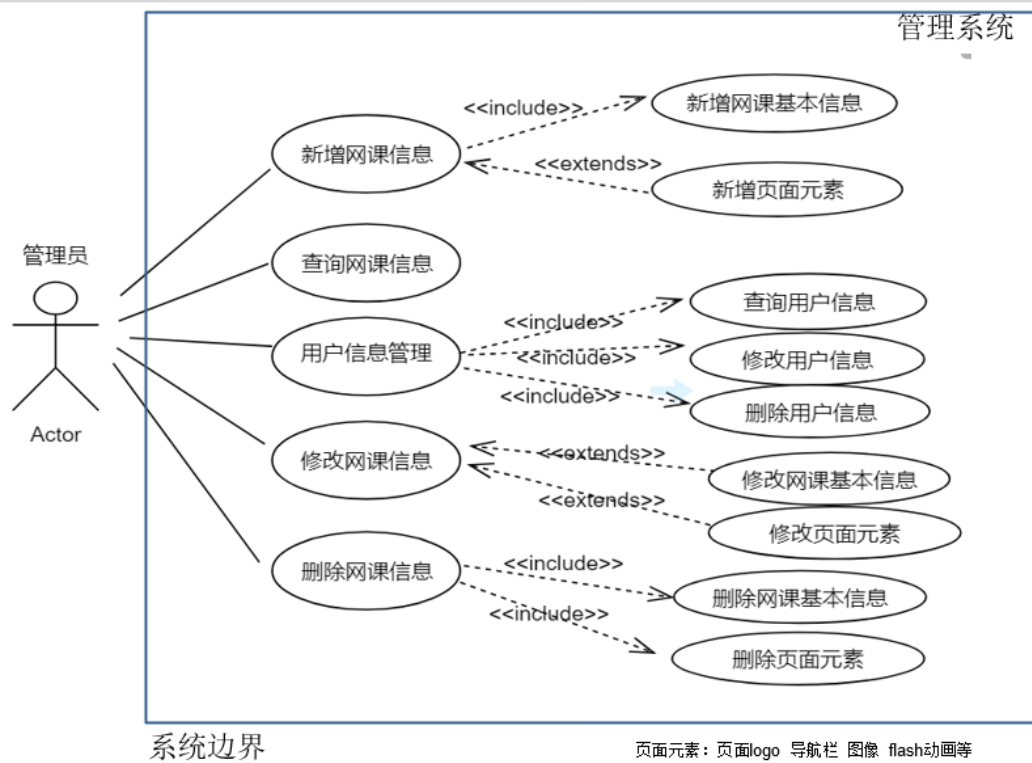 管理系统
<<include>>
新增网课基本信息
新增网课信息
<<extends>>
新增页面元素
管理员
查询网课信息
查询用户信息
<<include>>
用户信息管理
<<include>>
修改用户信息
<<include>>
删除用户信息
Actor
修改网课信息
<<extends>>
修改网课基本信息
<<extends>>
修改页面元素
删除网课信息
<<include>>
删除网课基本信息
<<include>>
删除页面元素
系统边界
页面元素：页面logo 导航栏 图像 flash动画等